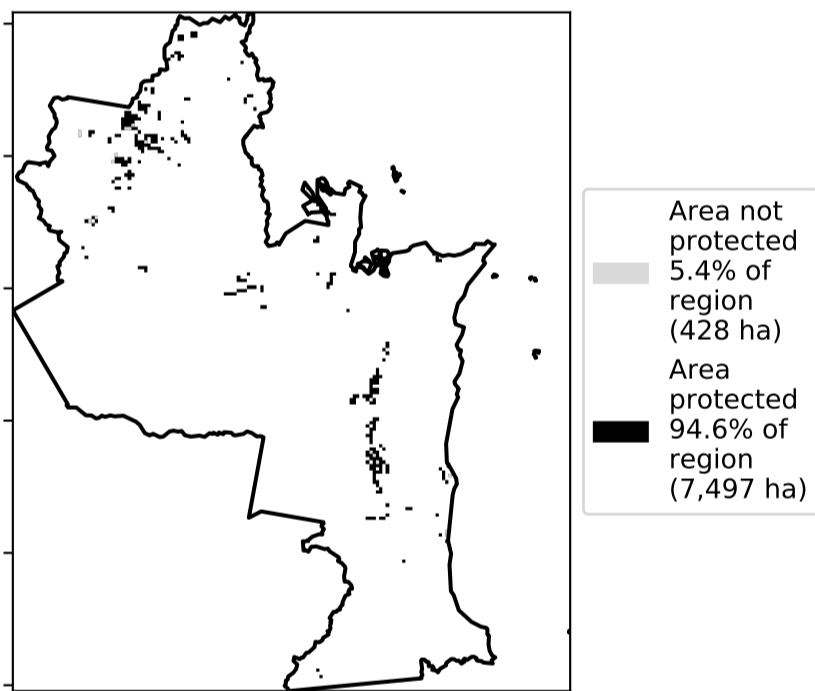 Area not
protected
5.4% of
region
(428 ha)
Area
protected
94.6% of
region
(7,497 ha)